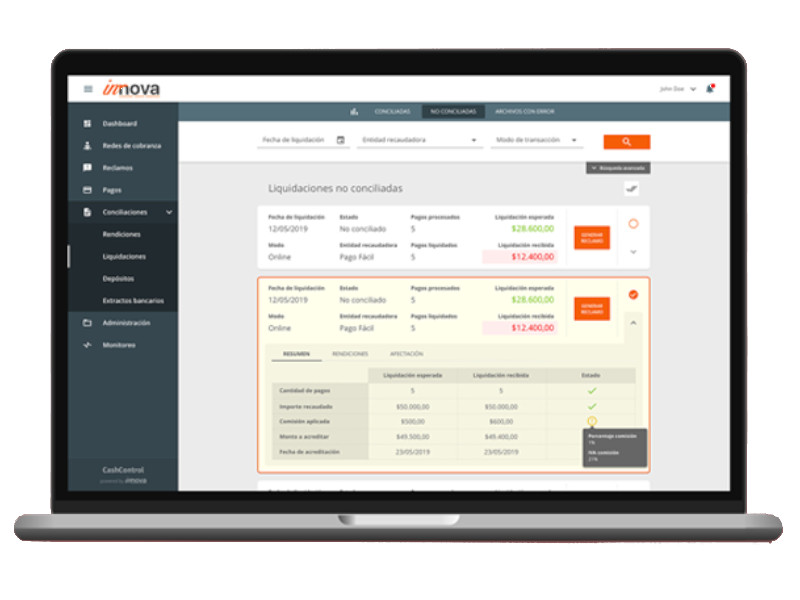 innova
John Doe
Dashboard
Redes de cobranza
Reclamos
Pagos
Conciliaciones
Rendiciones
Liquidaciones
Depósitos
Extractos bancarios
Administración
Monitoreo
CashControl
powered by innova
CONCILIADAS NO CONCILIADAS ARCHIVOS CON ERROR
Fecha de liquidación Entidad recaudadora Modo de transacción
Búsqueda avanzada
Liquidaciones no conciliadas
Fecha de liquidación Estado Pagos procesados Liquidación esperada
12/05/2019 No conciliado 5 $28.600,00
GENERAR RECLAMO
Modo Entidad recaudadora Pagos liquidados Liquidación recibida
Online Pago Fácil 5 $12.400,00
Fecha de liquidación Estado Pagos procesados Liquidación esperada
12/05/2019 No conciliado 5 $28.600,00
GENERAR RECLAMO
Modo Entidad recaudadora Pagos liquidados Liquidación recibida
Online Pago Fácil 5 $12.400,00
RESUMEN RENDICIONES AFECTACIÓN
Liquidación esperada Liquidación recibida Estado
Cantidad de pagos 5 5
Importe recaudado $50.000,00 $50.000,00
Comisión aplicada $500,00 $600,00
Monto a acreditar $49.500,00 $49.400,00
Fecha de acreditación 23/05/2019 23/05/2019
Porcentaje comisión
1%
IVA comisión
21%